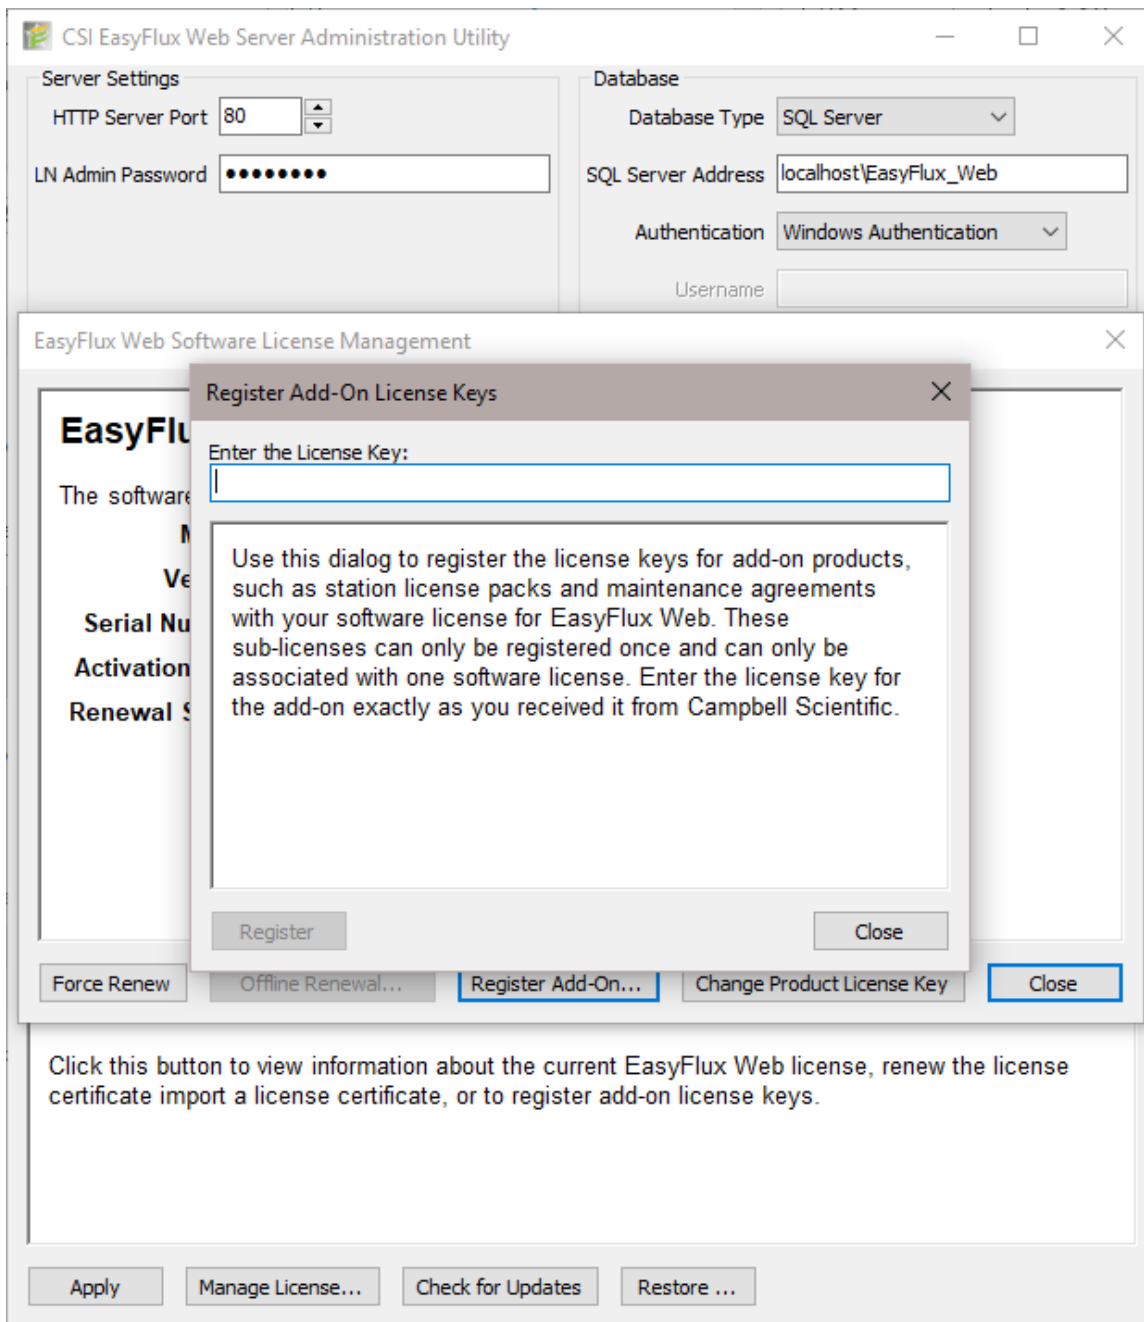 CSI EasyFlux Web Server Administration Utility
Server Settings
HTTP Server Port 80
LN Admin Password ••••••••
Database
Database Type SQL Server
SQL Server Address localhost\EasyFlux_Web
Authentication Windows Authentication
Username
EasyFlux Web Software License Management
EasyFlu
The software
Serial Nu
Activation
Renewal
Register Add-On License Keys
Enter the License Key:
Use this dialog to register the license keys for add-on products,
such as station license packs and maintenance agreements
with your software license for EasyFlux Web. These
sub-licenses can only be registered once and can only be
associated with one software license. Enter the license key for
the add-on exactly as you received it from Campbell Scientific.
Register Close
Force Renew Offline Renewal... Register Add-On... Change Product License Key Close
Click this button to view information about the current EasyFlux Web license, renew the license
certificate import a license certificate, or to register add-on license keys.
Apply Manage License... Check for Updates Restore ...